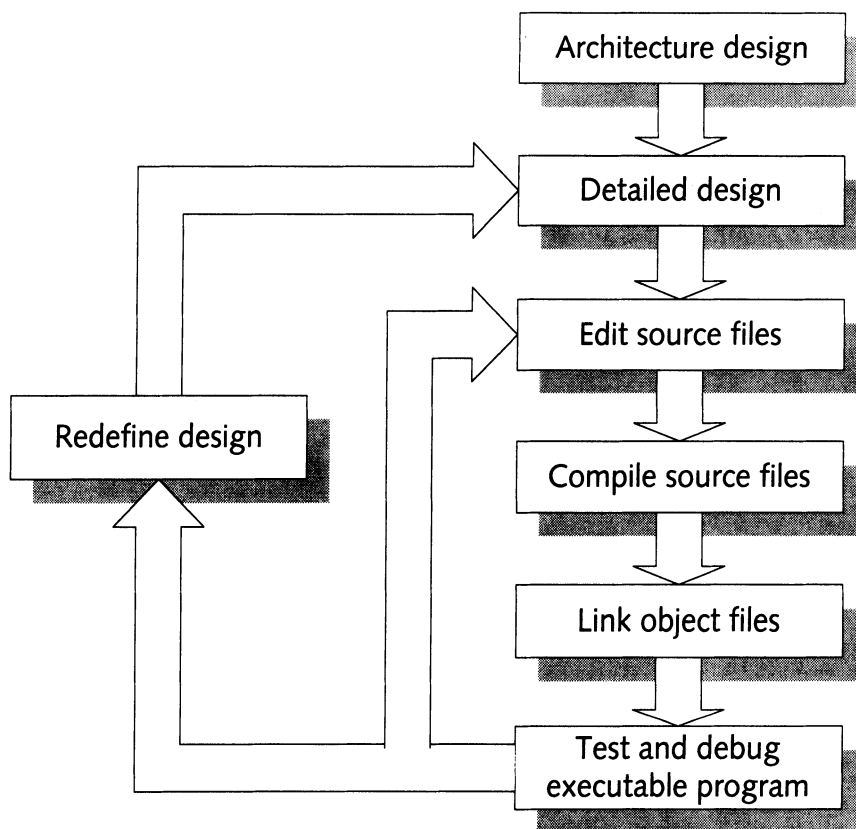 Architecture design
Detailed design
Edit source files
Redefine design
Compile source files
Link object files
Test and debug
executable program